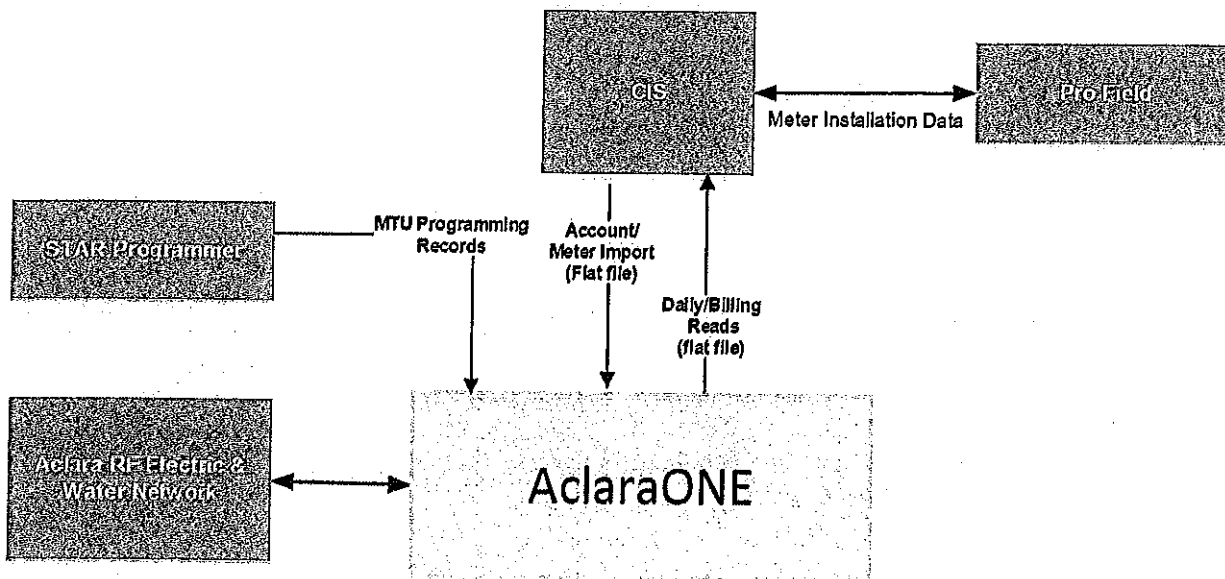 CIS
Pro Field
Meter Installation Data
STAR Programmer
MTU Programming
Records
Account/
Meter Import
(Flat file)
Daily/Billing
Reads
(flat file)
Aclara RF Electric &
Water Network
AclaraONE